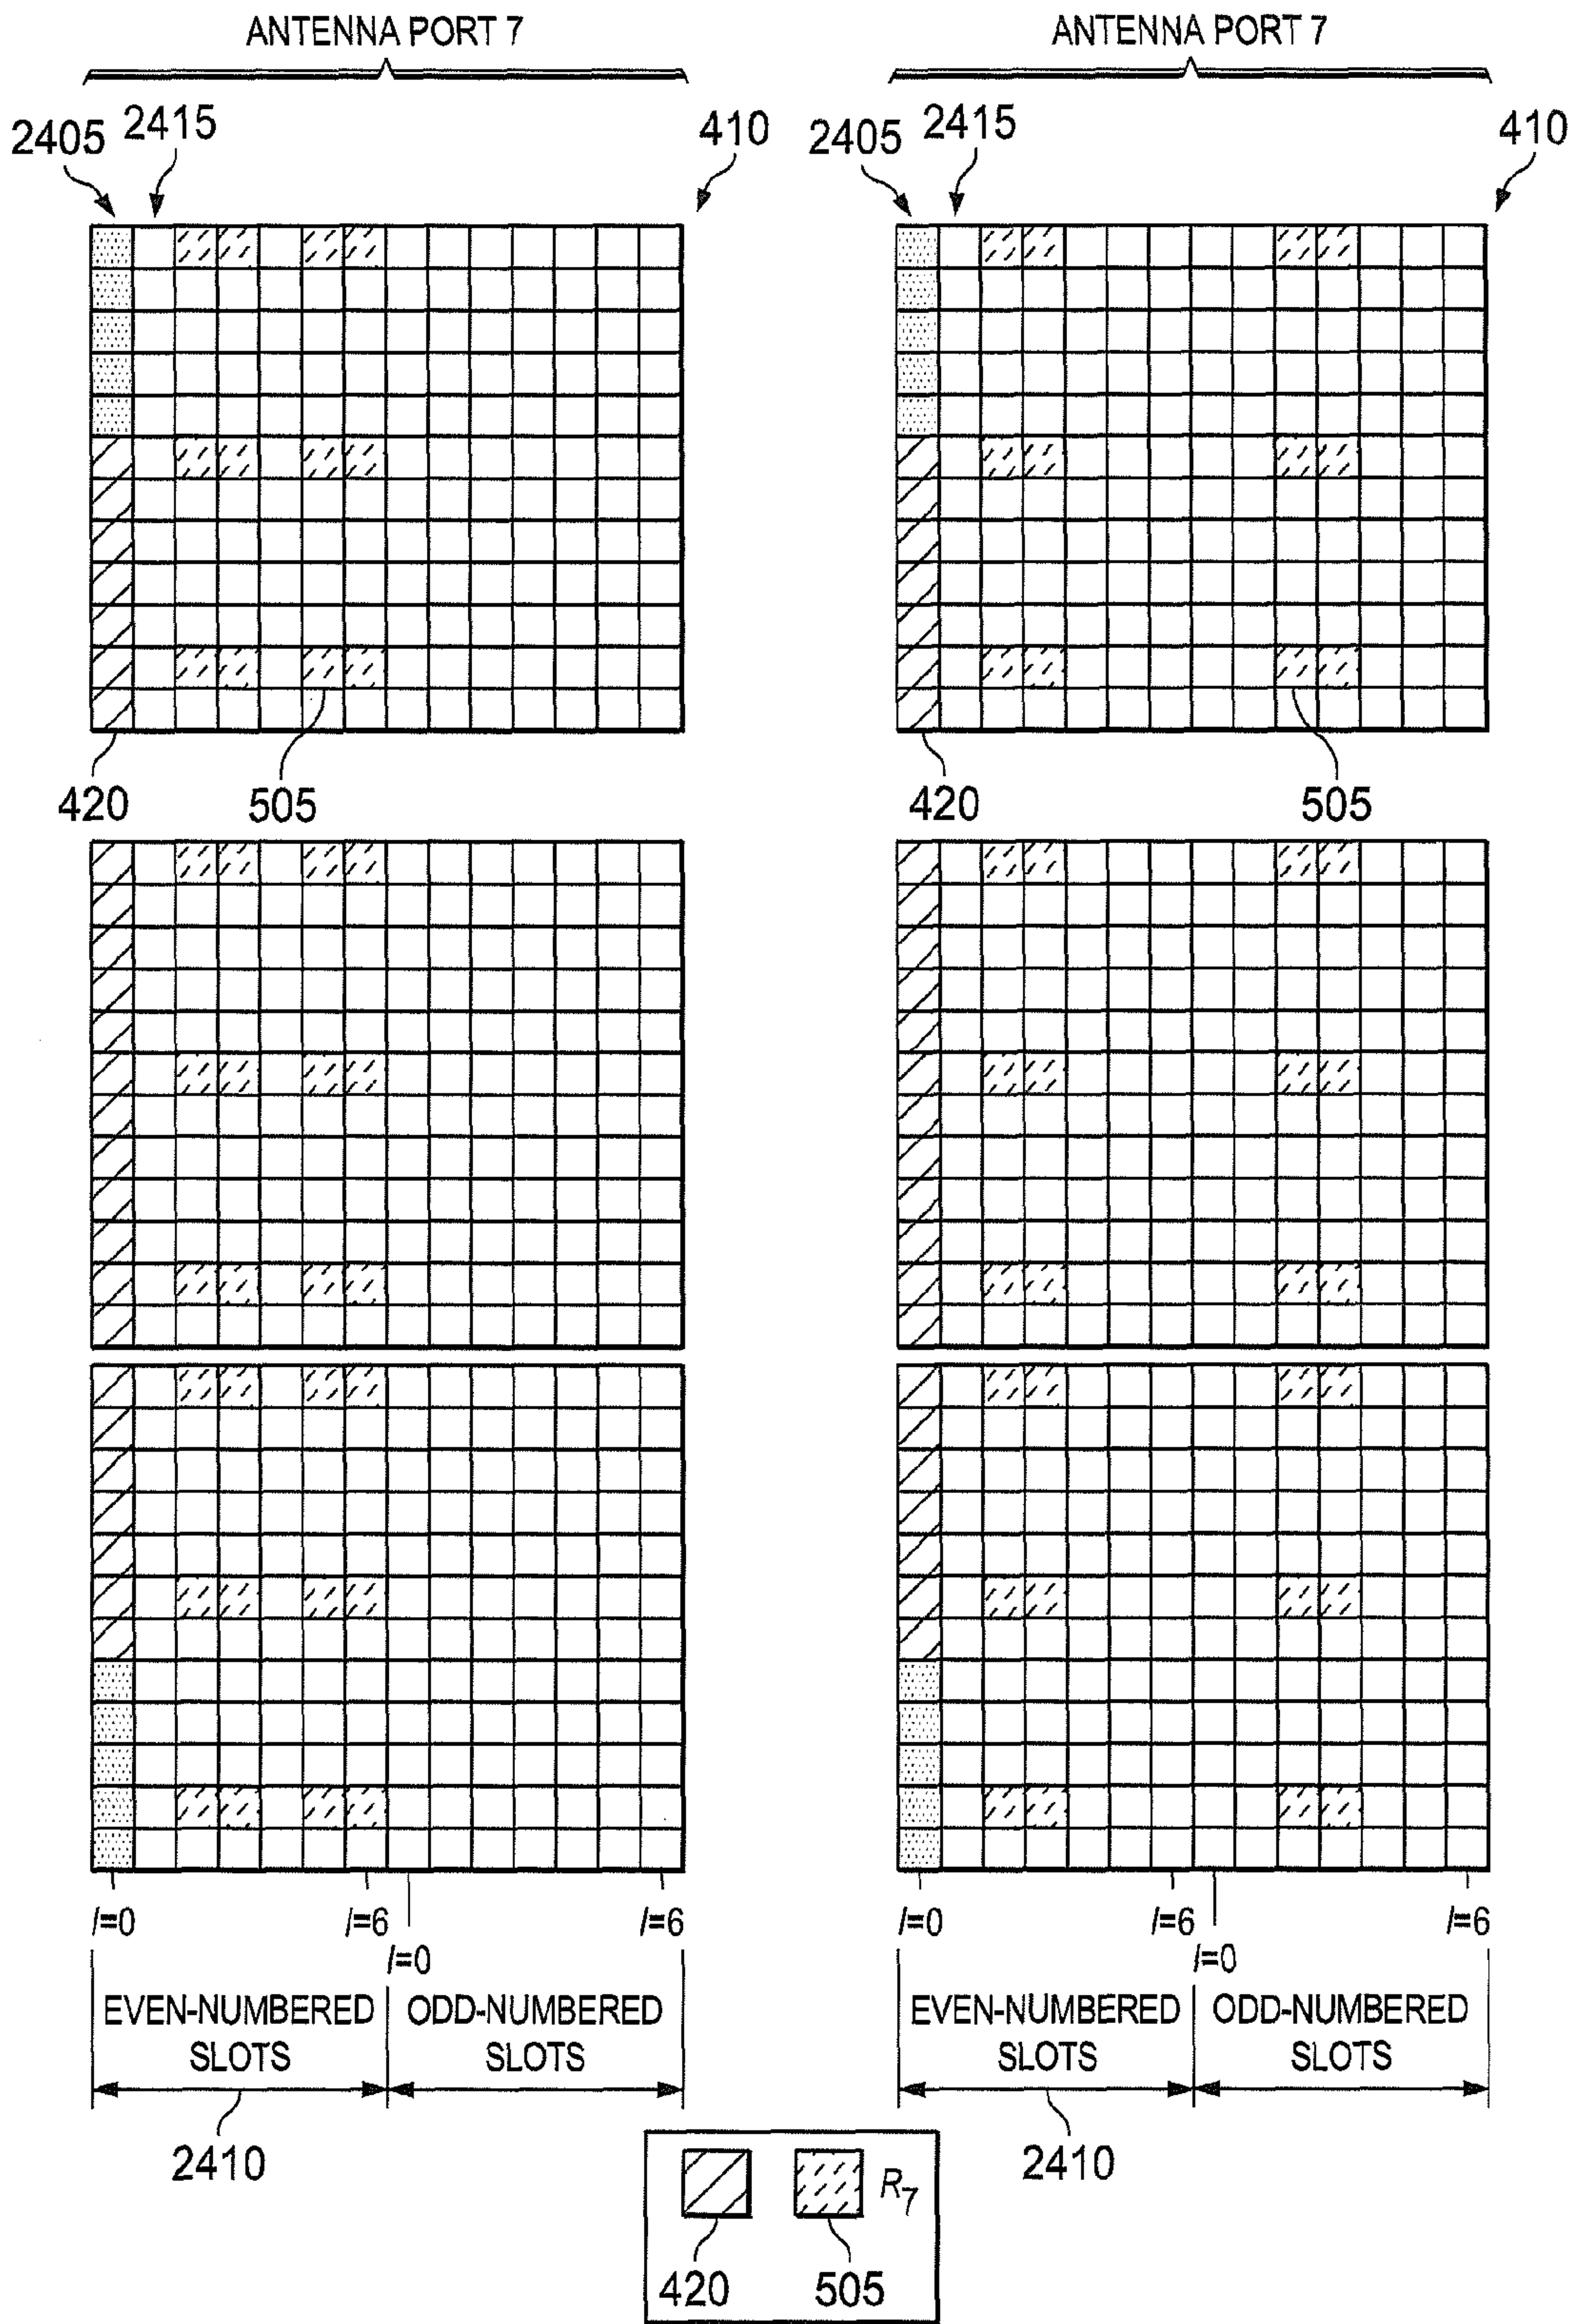 ANTENNA PORT 7 ANTENNA PORT 7
2405 2415 410 2405 2415 410
420 505 420 505
l=0 l=6 l=6 l=0 l=6 l=6
l=0 l=0
EVEN-NUMBERED ODD-NUMBERED EVEN-NUMBERED ODD-NUMBERED
SLOTS SLOTS SLOTS SLOTS
2410 2410
R7
420 505